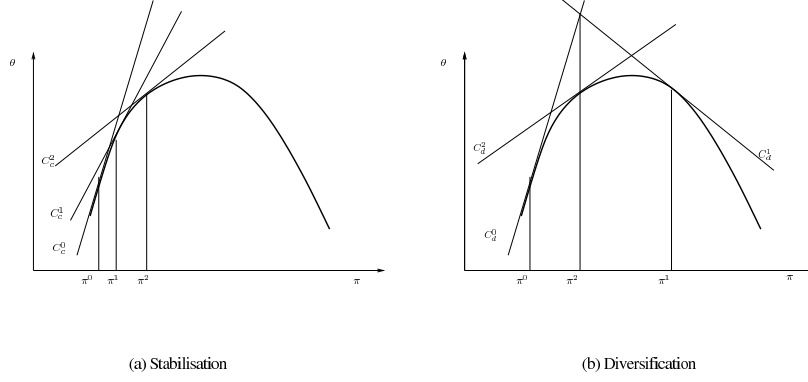 θ
C_c^2
C_c^1
C_c^0
π^0 π^1 π^2 π
(a) Stabilisation
θ
C_d^2
C_d^1
C_d^0
π^0 π^2 π^1 π
(b) Diversification